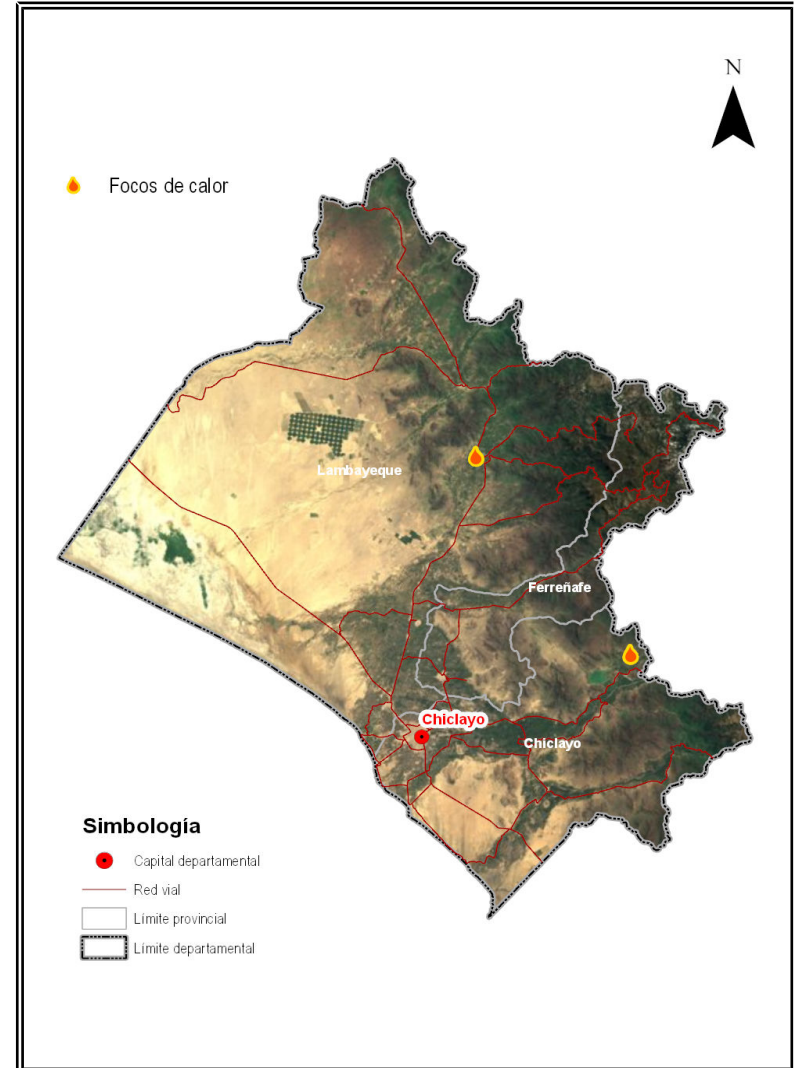 N
Focos de calor
Lambayeque
Ferreñafe
Chiclayo
Chiclayo
Simbología
Capital departamental
Red vial
Límite provincial
Límite departamental